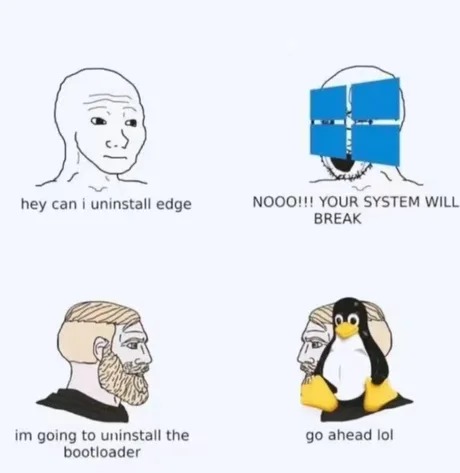 hey can i uninstall edge
NOOO!!! YOUR SYSTEM WILL
BREAK
im going to uninstall the
bootloader
go ahead lol